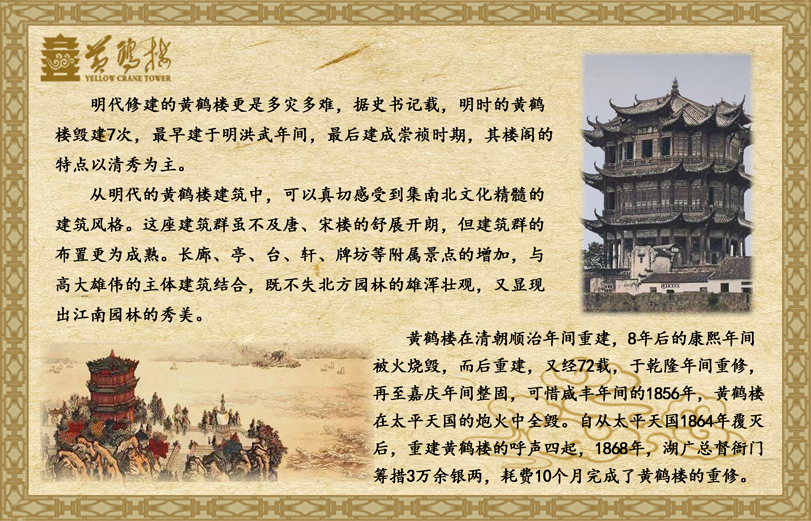 黄鹤楼
YELLOW CRANE TOWER
明代修建的黄鹤楼更是多灾多难，据史书记载，明时的黄鹤
楼毁建7次，最早建于明洪武年间，最后建成崇祯时期，其楼阁的
特点以清秀为主。
从明代的黄鹤楼建筑中，可以真切感受到集南北文化精髓的
建筑风格。这座建筑群虽不及唐、宋楼的舒展开朗，但建筑群的
布置更为成熟。长廊、亭、台、轩、牌坊等附属景点的增加，与
高大雄伟的主体建筑结合，既不失北方园林的雄浑壮观，又显现
出江南园林的秀美。
黄鹤楼在清朝顺治年间重建，8年后的康熙年间
被火烧毁，而后重建，又经72载，于乾隆年间重修，
再至嘉庆年间整固，可惜咸丰年间的1856年，黄鹤楼
在太平天国的炮火中全毁。自从太平天国1864年覆灭
后，重建黄鹤楼的呼声四起，1868年，湖广总督衙门
筹措3万余银两，耗费10个月完成了黄鹤楼的重修。